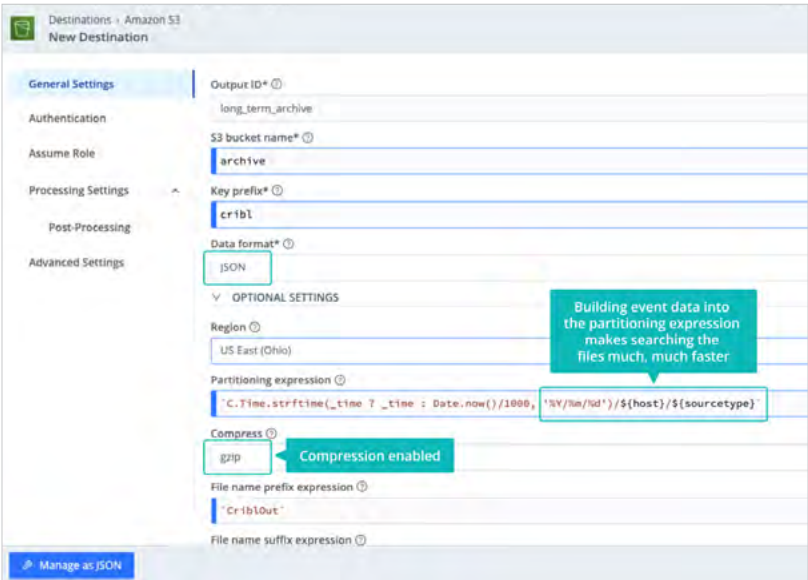 Destinations › Amazon S3
New Destination
General Settings
Authentication
Assume Role
Processing Settings
Post-Processing
Advanced Settings
Output ID*
long_term_archive
S3 bucket name*
archive
Key prefix*
cribl
Data format*
JSON
OPTIONAL SETTINGS
Building event data into
the partitioning expression
makes searching the
files much, much faster
Region
US East (Ohio)
Partitioning expression
`C.Time.strftime(_time ? _time : Date.now()/1000, '%Y/%m/%d')/${host}/${sourcetype}`
Compress
gzip
Compression enabled
File name prefix expression
`CriblOut`
File name suffix expression
Manage as JSON